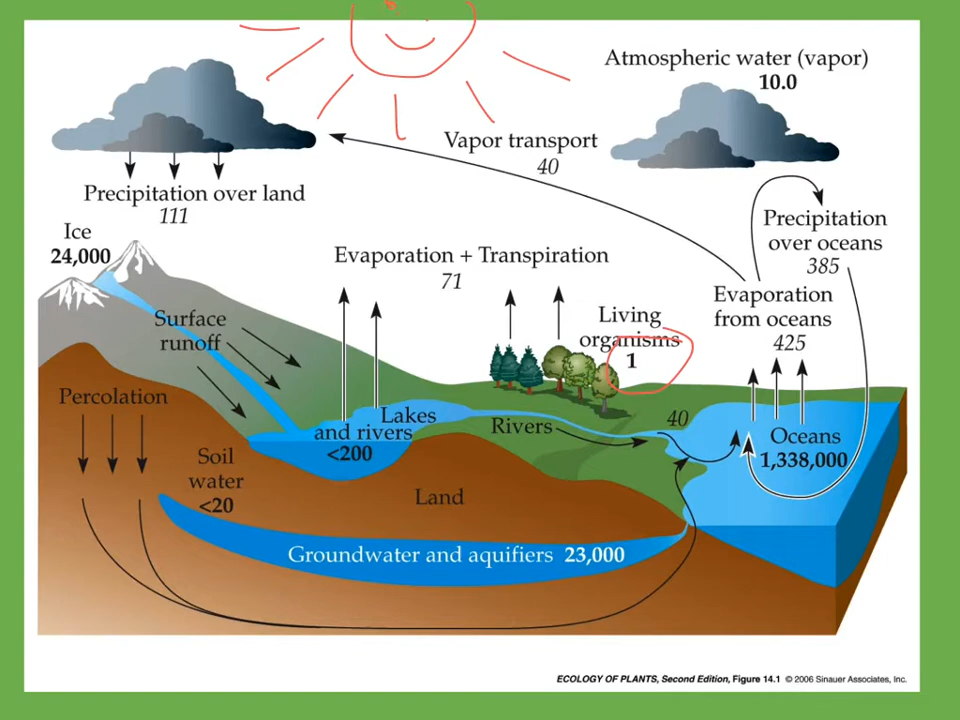 Atmospheric water (vapor)
10.0
Vapor transport
40
Precipitation over land
111
Precipitation
over oceans
385
Ice
24,000
Evaporation + Transpiration
71
Evaporation
from oceans
425
Living
organisms
1
Surface
runoff
Percolation
Lakes
and rivers
<200
Rivers
40
Oceans
1,338,000
Soil
water
<20
Land
Groundwater and aquifiers 23,000
ECOLOGY OF PLANTS, Second Edition, Figure 14.1 © 2006 Sinauer Associates, Inc.